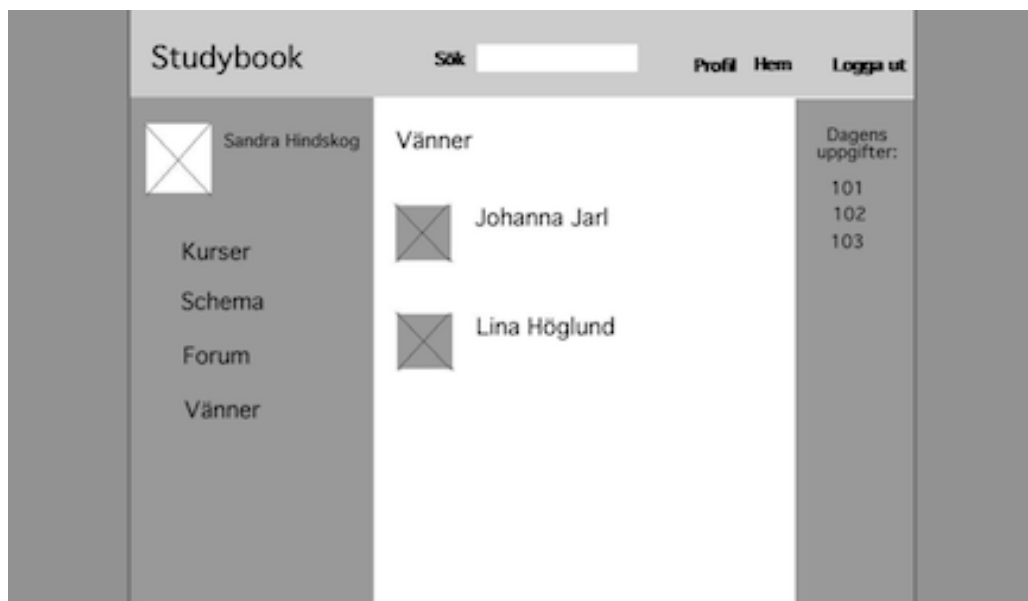 Studybook
Sök
Profil Hem Logga ut
Sandra Hindskog
Kurser
Schema
Forum
Vänner
Vänner
Johanna Jarl
Lina Höglund
Dagens
uppgifter:
101
102
103